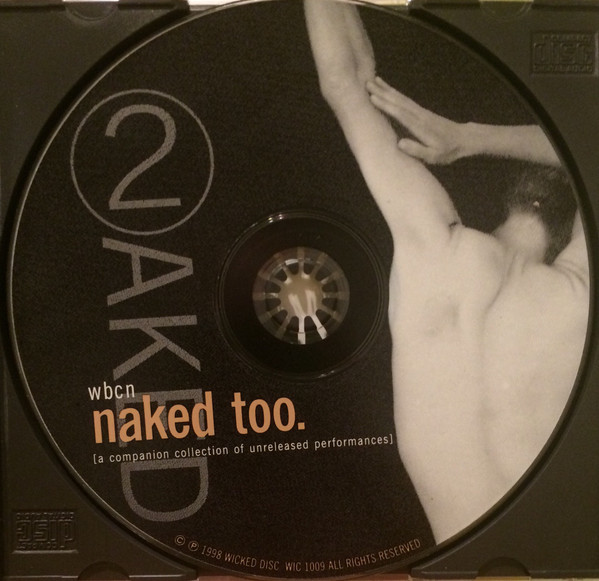 2
NAKED
wbcn
naked too.
[a companion collection of unreleased performances]
© ℗ 1998 WICKED DISC WIC 1009 ALL RIGHTS RESERVED